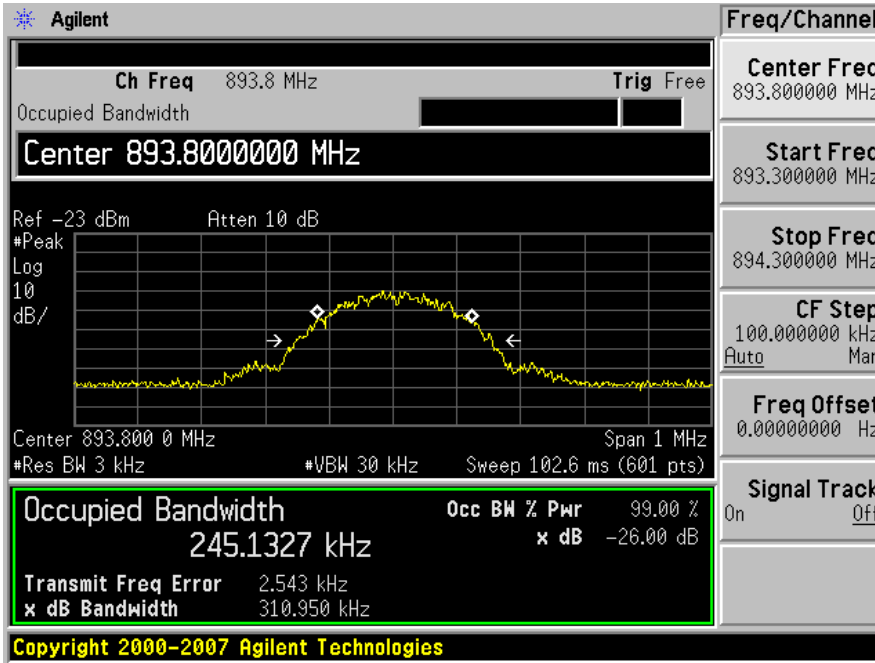 Agilent
Freq/Channel
Ch Freq 893.8 MHz Trig Free
Occupied Bandwidth
Center 893.8000000 MHz
Ref -23 dBm Atten 10 dB
#Peak
Log
10
dB/
Center 893.800 0 MHz Span 1 MHz
#Res BW 3 kHz #VBW 30 kHz Sweep 102.6 ms (601 pts)
Occupied Bandwidth
245.1327 kHz
Occ BW % Pwr 99.00 %
x dB -26.00 dB
Transmit Freq Error 2.543 kHz
x dB Bandwidth 310.950 kHz
Center Freq
893.800000 MHz
Start Freq
893.300000 MHz
Stop Freq
894.300000 MHz
CF Step
100.000000 kHz
Auto Man
Freq Offset
0.00000000 Hz
Signal Track
On Off
Copyright 2000-2007 Agilent Technologies